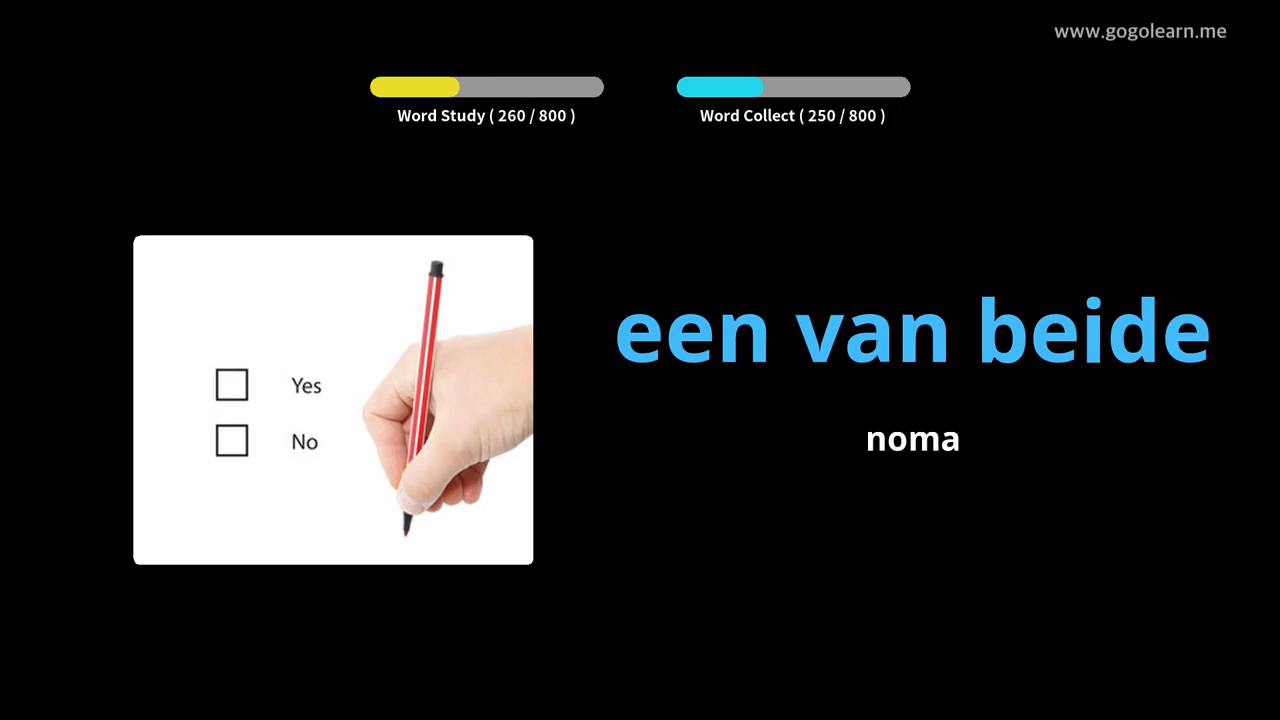 www.gogolearn.me
Word Study ( 260 / 800 )
Word Collect ( 250 / 800 )
Yes
No
een van beide
noma